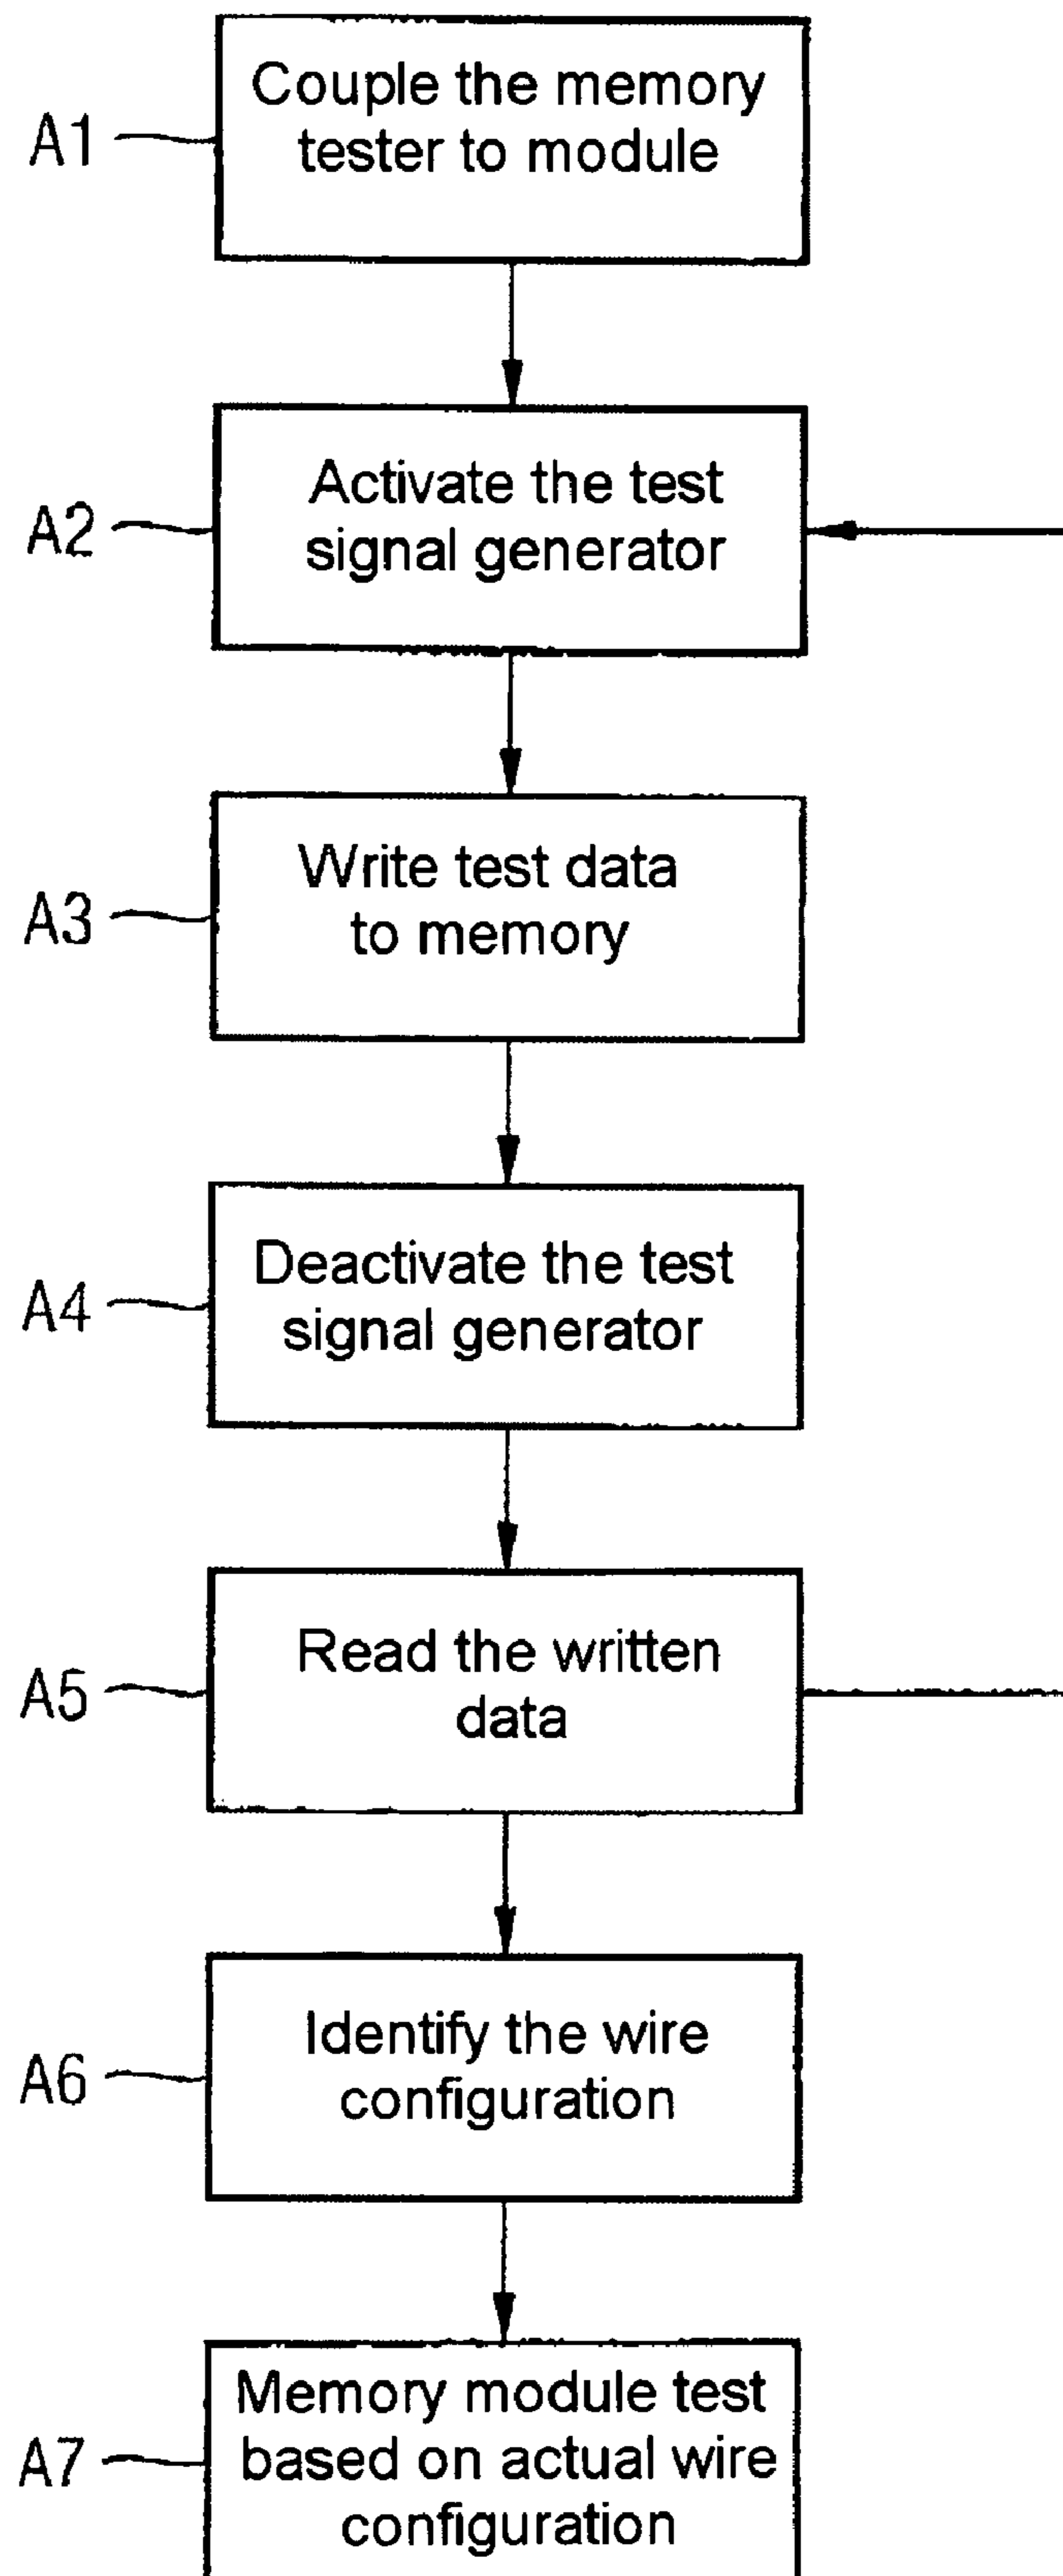 Couple the memory
tester to module
A1
Activate the test
signal generator
A2
Write test data
to memory
A3
Deactivate the test
signal generator
A4
Read the written
data
A5
Identify the wire
configuration
A6
Memory module test
based on actual wire
configuration
A7